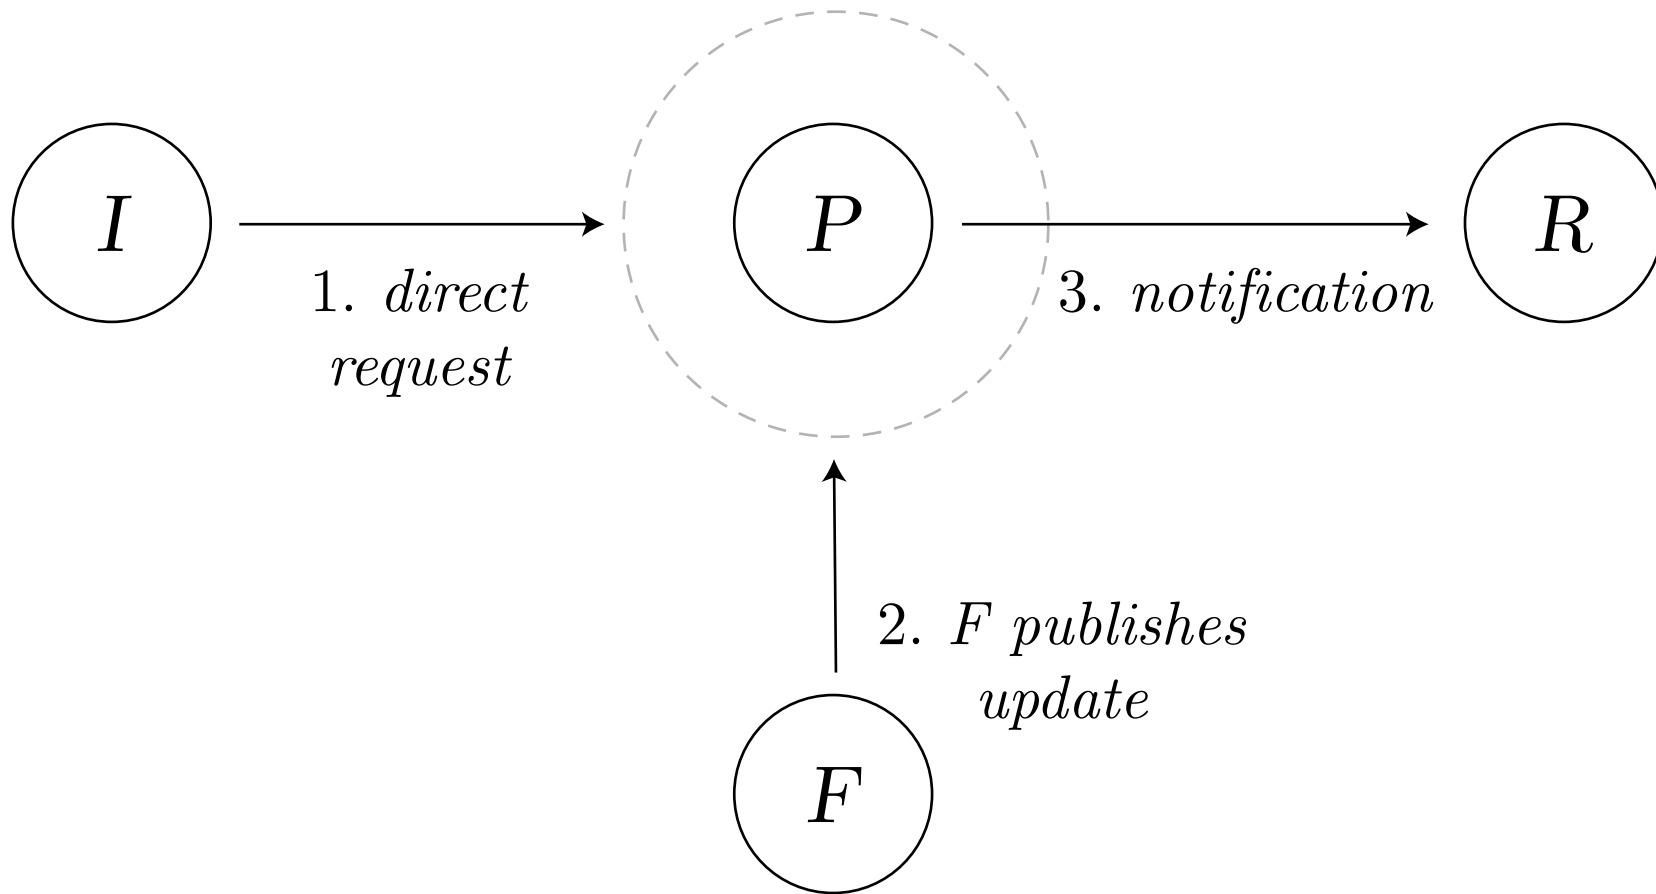 I
P
R
1. direct
request
3. notification
2. F publishes
update
F